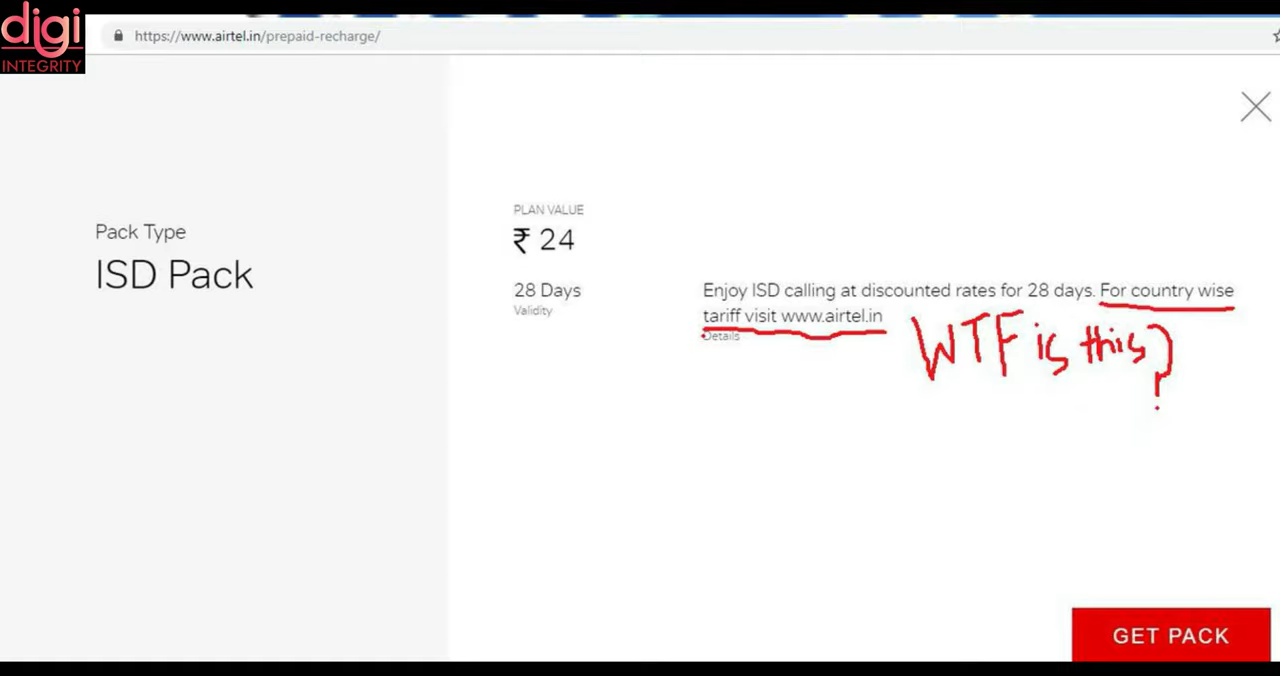 digi
INTEGRITY
https://www.airtel.in/prepaid-recharge/
Pack Type
ISD Pack
PLAN VALUE
₹ 24
28 Days
Validity
Enjoy ISD calling at discounted rates for 28 days. For country wise
tariff visit www.airtel.in
Details
WTF is this?
GET PACK